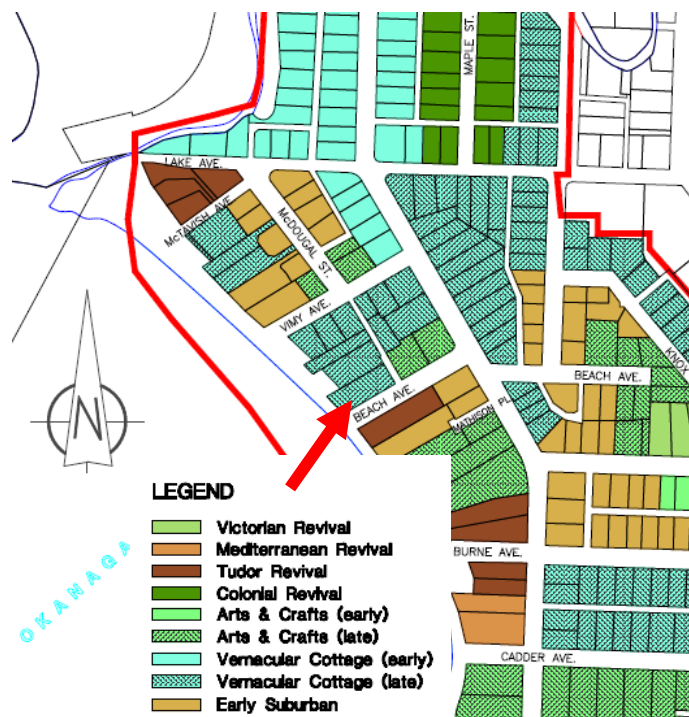 MAPLE ST.
LAKE AVE.
McTAVISH AVE
McDOUGAL ST.
VIMY AVE.
BEACH AVE.
BEACH AVE.
KNOX
MATHISON PL.
N
LEGEND
Victorian Revival
Mediterranean Revival
Tudor Revival
Colonial Revival
Arts & Crafts (early)
Arts & Crafts (late)
Vernacular Cottage (early)
Vernacular Cottage (late)
Early Suburban
BURNE AVE.
CADDER AVE.
OKANAGA